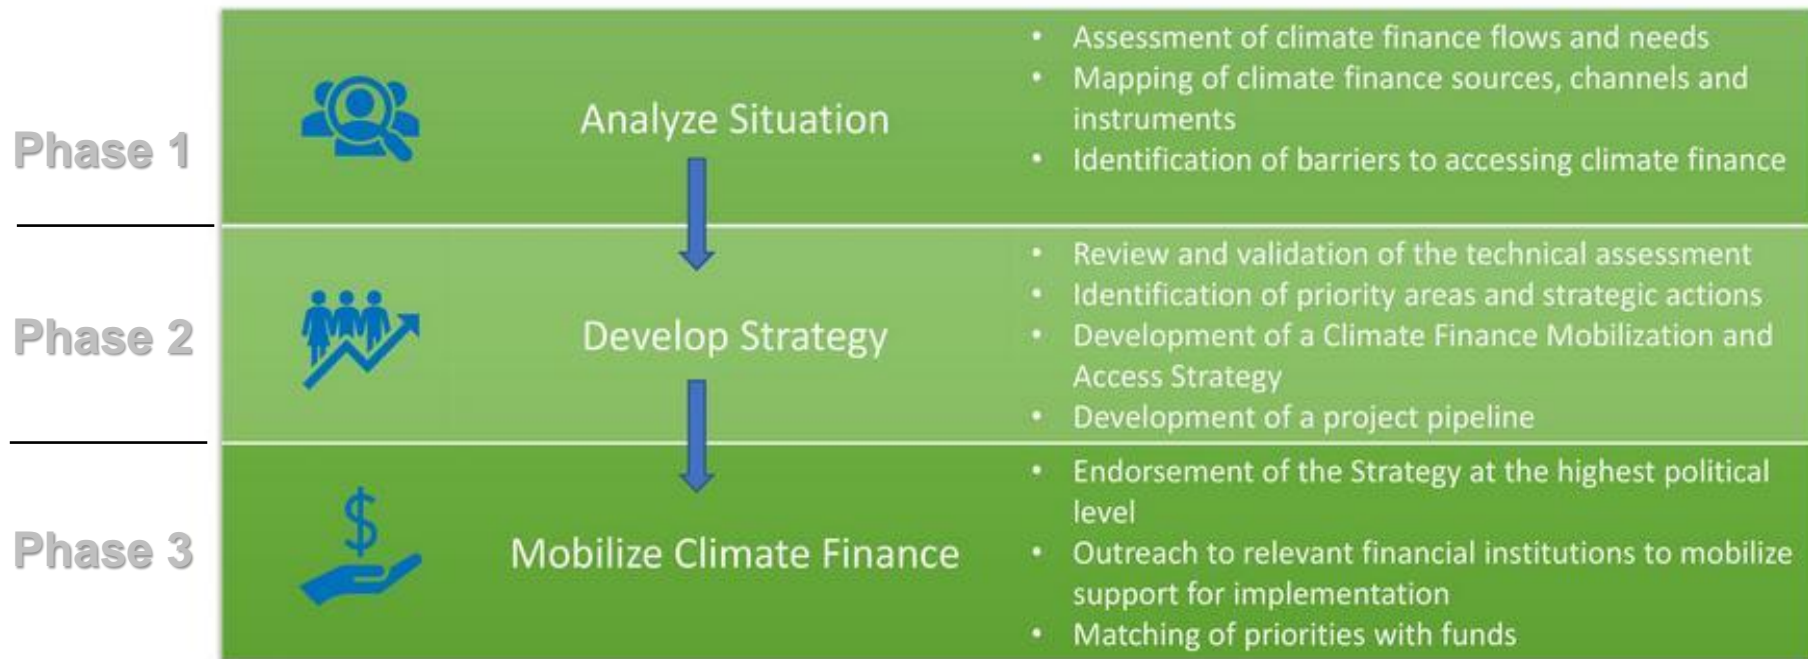 Phase 1
Analyze Situation
• Assessment of climate finance flows and needs
• Mapping of climate finance sources, channels and
instruments
• Identification of barriers to accessing climate finance
Phase 2
Develop Strategy
• Review and validation of the technical assessment
• Identification of priority areas and strategic actions
• Development of a Climate Finance Mobilization and
Access Strategy
• Development of a project pipeline
Phase 3
$
Mobilize Climate Finance
• Endorsement of the Strategy at the highest political
level
• Outreach to relevant financial institutions to mobilize
support for implementation
• Matching of priorities with funds